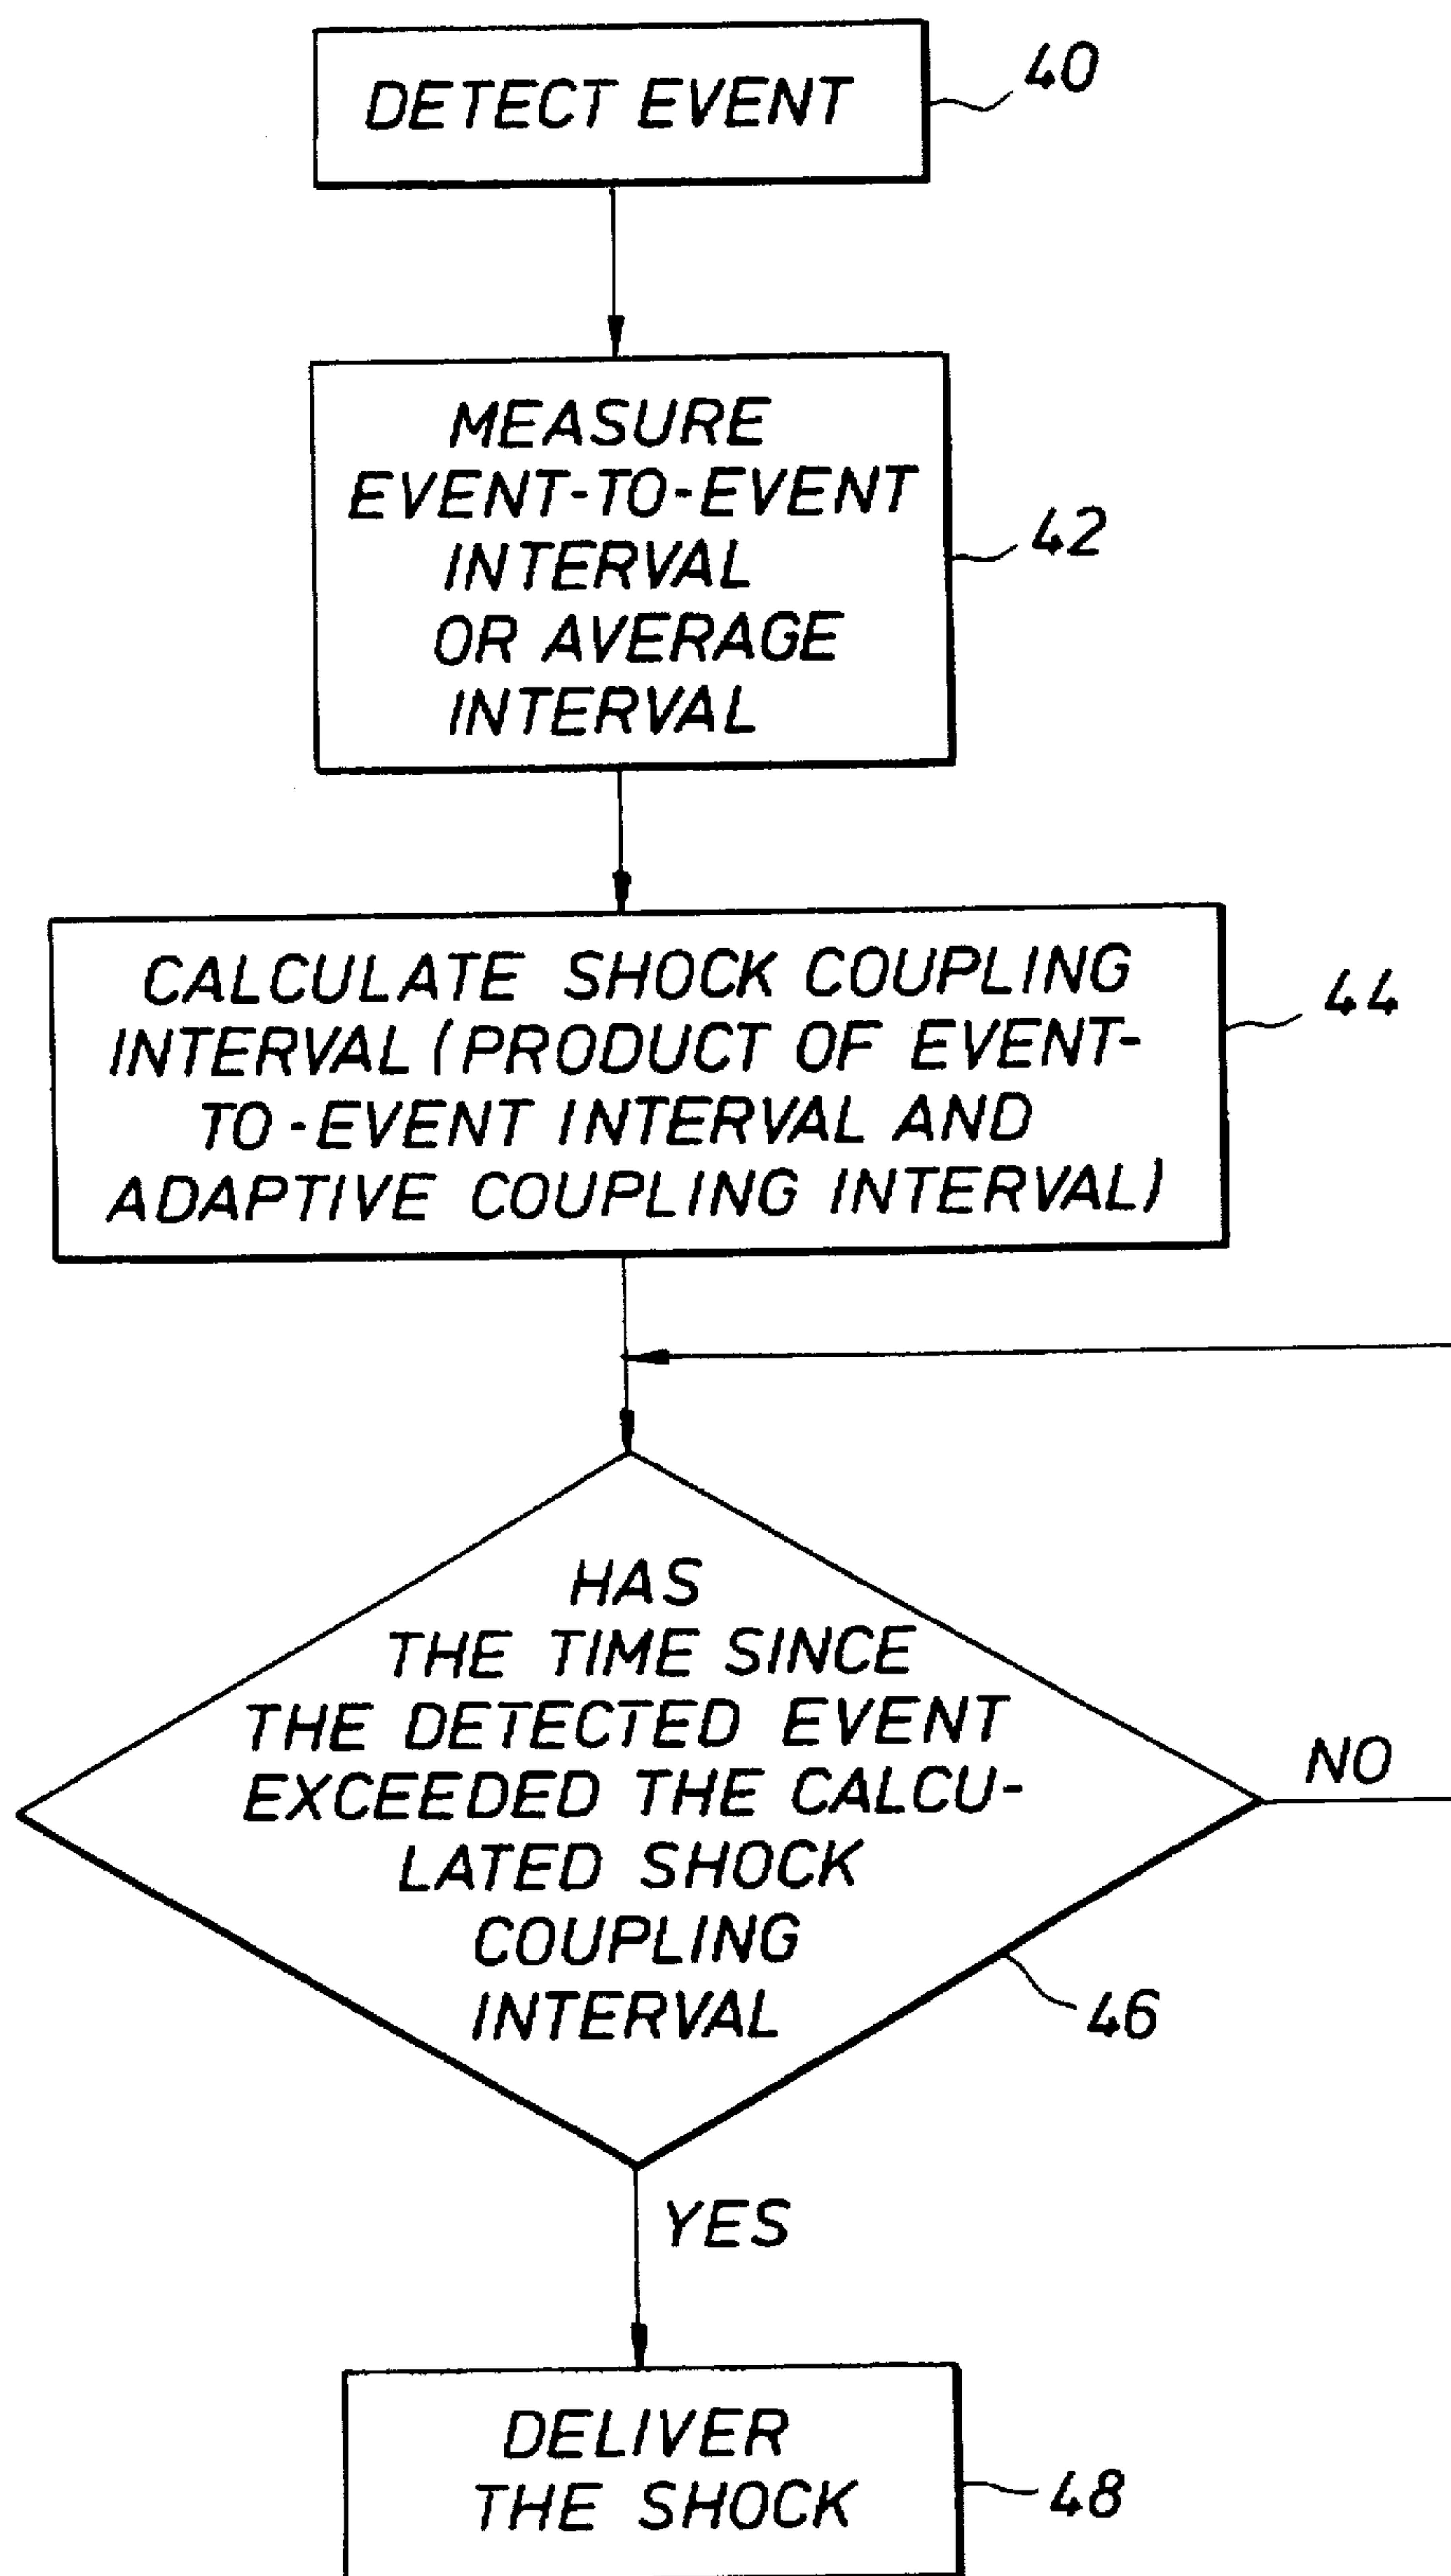 DETECT EVENT
40
MEASURE
EVENT-TO-EVENT
INTERVAL
OR AVERAGE
INTERVAL
42
CALCULATE SHOCK COUPLING
INTERVAL (PRODUCT OF EVENT-
TO-EVENT INTERVAL AND
ADAPTIVE COUPLING INTERVAL)
44
HAS
THE TIME SINCE
THE DETECTED EVENT
EXCEEDED THE CALCU-
LATED SHOCK
COUPLING
INTERVAL
NO
46
YES
DELIVER
THE SHOCK
48